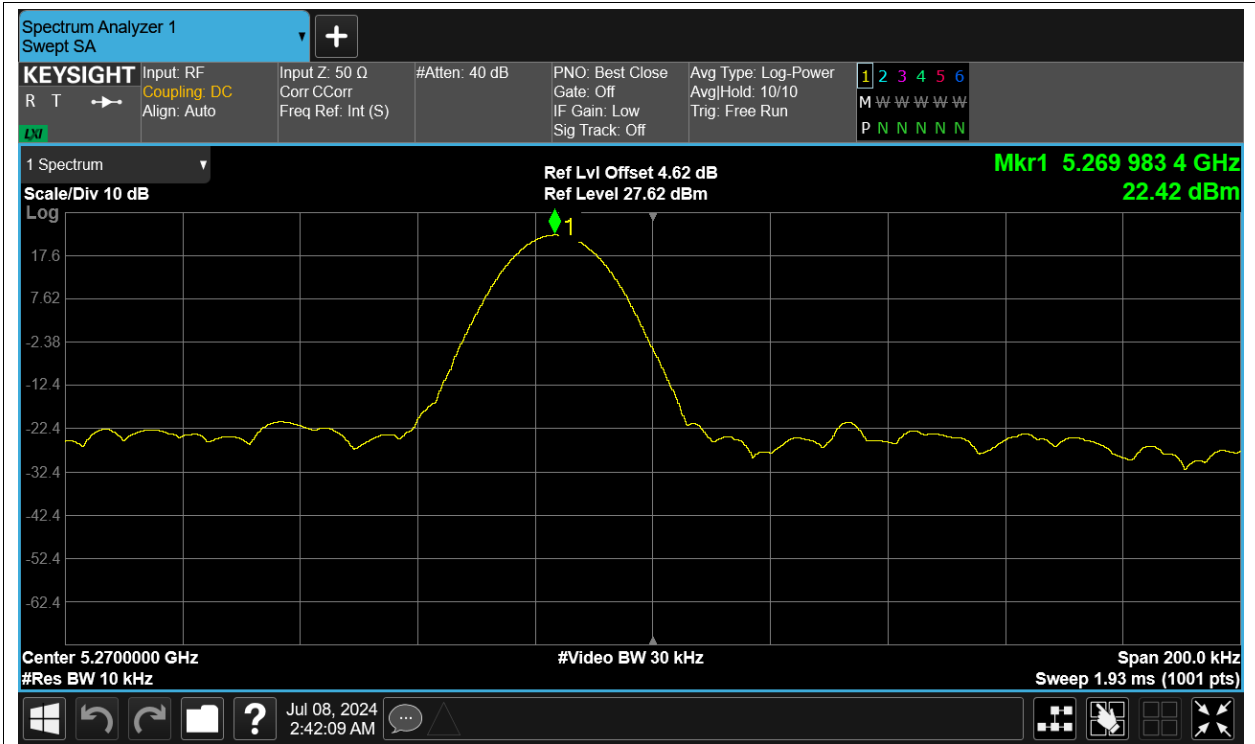 Spectrum Analyzer 1
Swept SA
+
KEYSIGHT
R T
LXI
Input: RF
Coupling: DC
Align: Auto
Input Z: 50 Ω
Corr CCorr
Freq Ref: Int (S)
#Atten: 40 dB
PNO: Best Close
Gate: Off
IF Gain: Low
Sig Track: Off
Avg Type: Log-Power
Avg|Hold: 10/10
Trig: Free Run
1 2 3 4 5 6
M W W W W W
P N N N N N
1 Spectrum
Scale/Div 10 dB
Log
Ref Lvl Offset 4.62 dB
Ref Level 27.62 dBm
Mkr1 5.269 983 4 GHz
22.42 dBm
1
17.6
7.62
-2.38
-12.4
-22.4
-32.4
-42.4
-52.4
-62.4
Center 5.2700000 GHz
#Res BW 10 kHz
#Video BW 30 kHz
Span 200.0 kHz
Sweep 1.93 ms (1001 pts)
?
Jul 08, 2024
2:42:09 AM